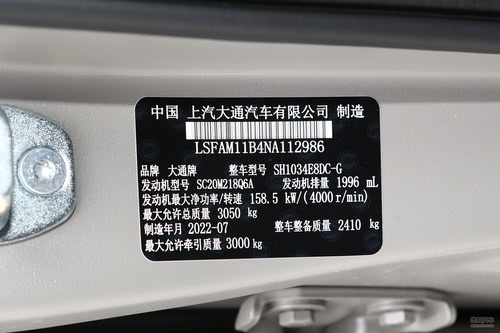 中国 上汽大通汽车有限公司 制造
LSFAM11B4NA112986
品牌 大通牌 整车型号 SH1034E8DC-G
发动机型号 SC20M218Q6A 发动机排量 1996 mL
发动机最大净功率/转速 158.5 kW/(4000r/min)
最大允许总质量 3050 kg
制造年月 2022-07 整车整备质量 2410 kg
最大允许牵引质量 3000 kg